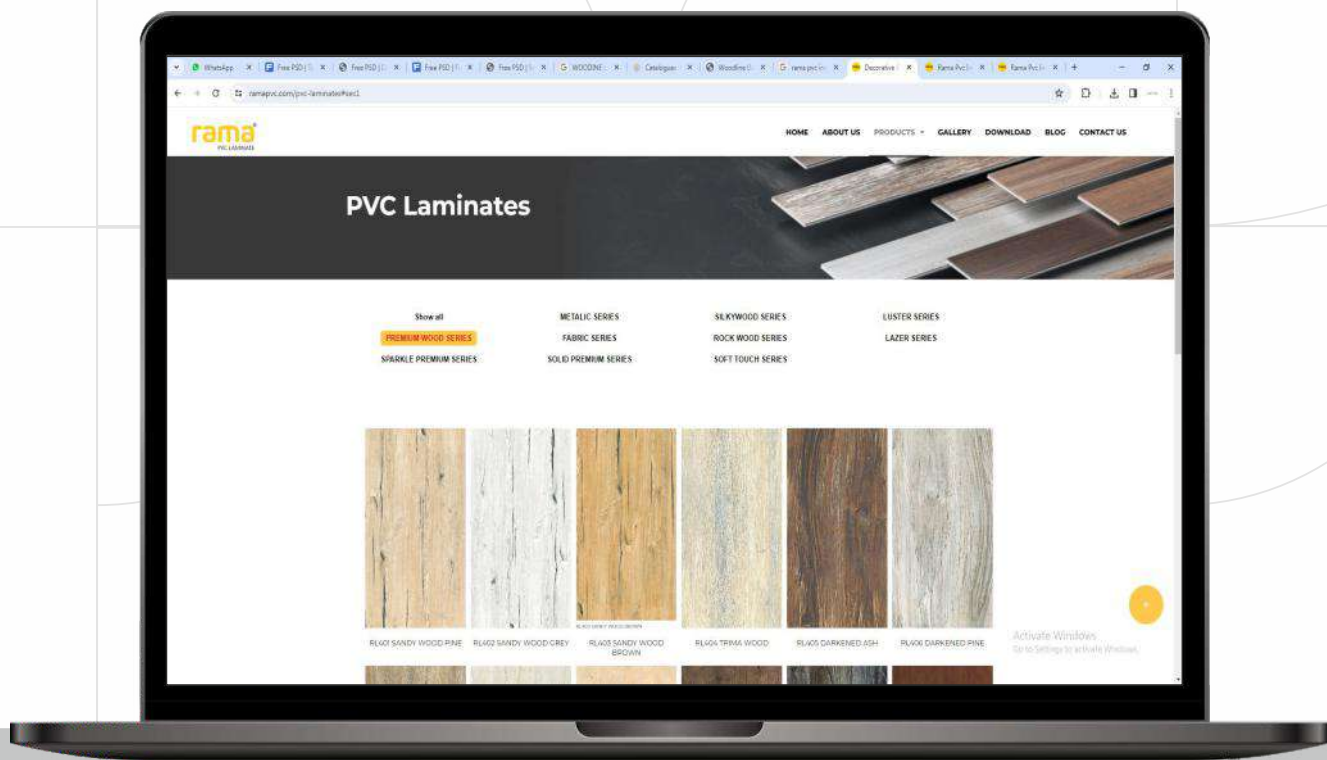 WhatsApp
Free PSD |
Free PSD |
Free PSD |
Free PSD |
G WOODINE
Catalogue
Woodine
G rama pvc
Decorative
Rama Pvc
Rama Pvc
ramapvc.com/pvc-laminates#sec1
rama
PVC LAMINATE
HOME ABOUT US PRODUCTS GALLERY DOWNLOAD BLOG CONTACT US
PVC Laminates
Show all METALIC SERIES SILKYWOOD SERIES LUSTER SERIES
PREMIUM WOOD SERIES FABRIC SERIES ROCK WOOD SERIES LAZER SERIES
SPARKLE PREMIUM SERIES SOLID PREMIUM SERIES SOFT TOUCH SERIES
RL401 SANDY WOOD PINE RL402 SANDY WOOD GREY RL403 SANDY WOOD BROWN RL404 TRIMA WOOD RL405 DARKENED ASH RL406 DARKENED PINE
Activate Windows
Go to Settings to activate Windows.